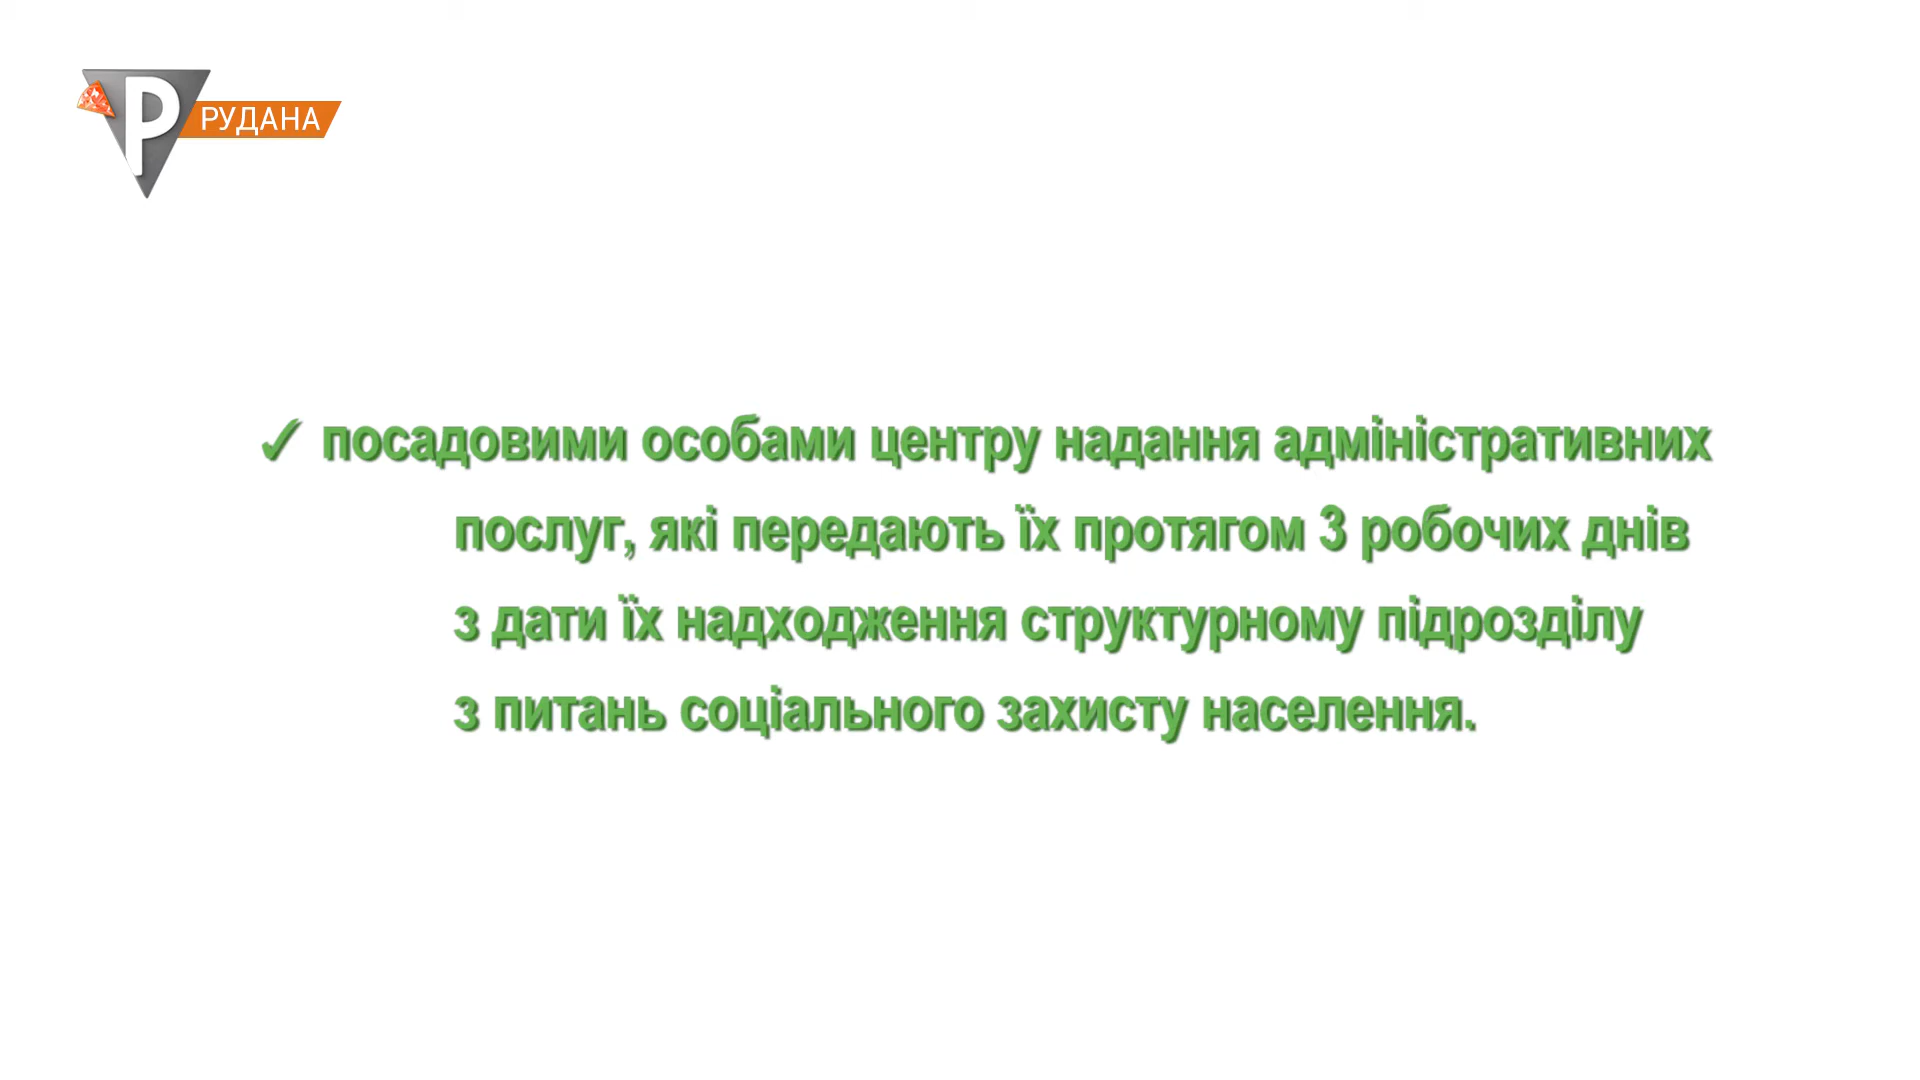 Р РУДАНА
✓ посадовими особами центру надання адміністративних
послуг, які передають їх протягом 3 робочих днів
з дати їх надходження структурному підрозділу
з питань соціального захисту населення.